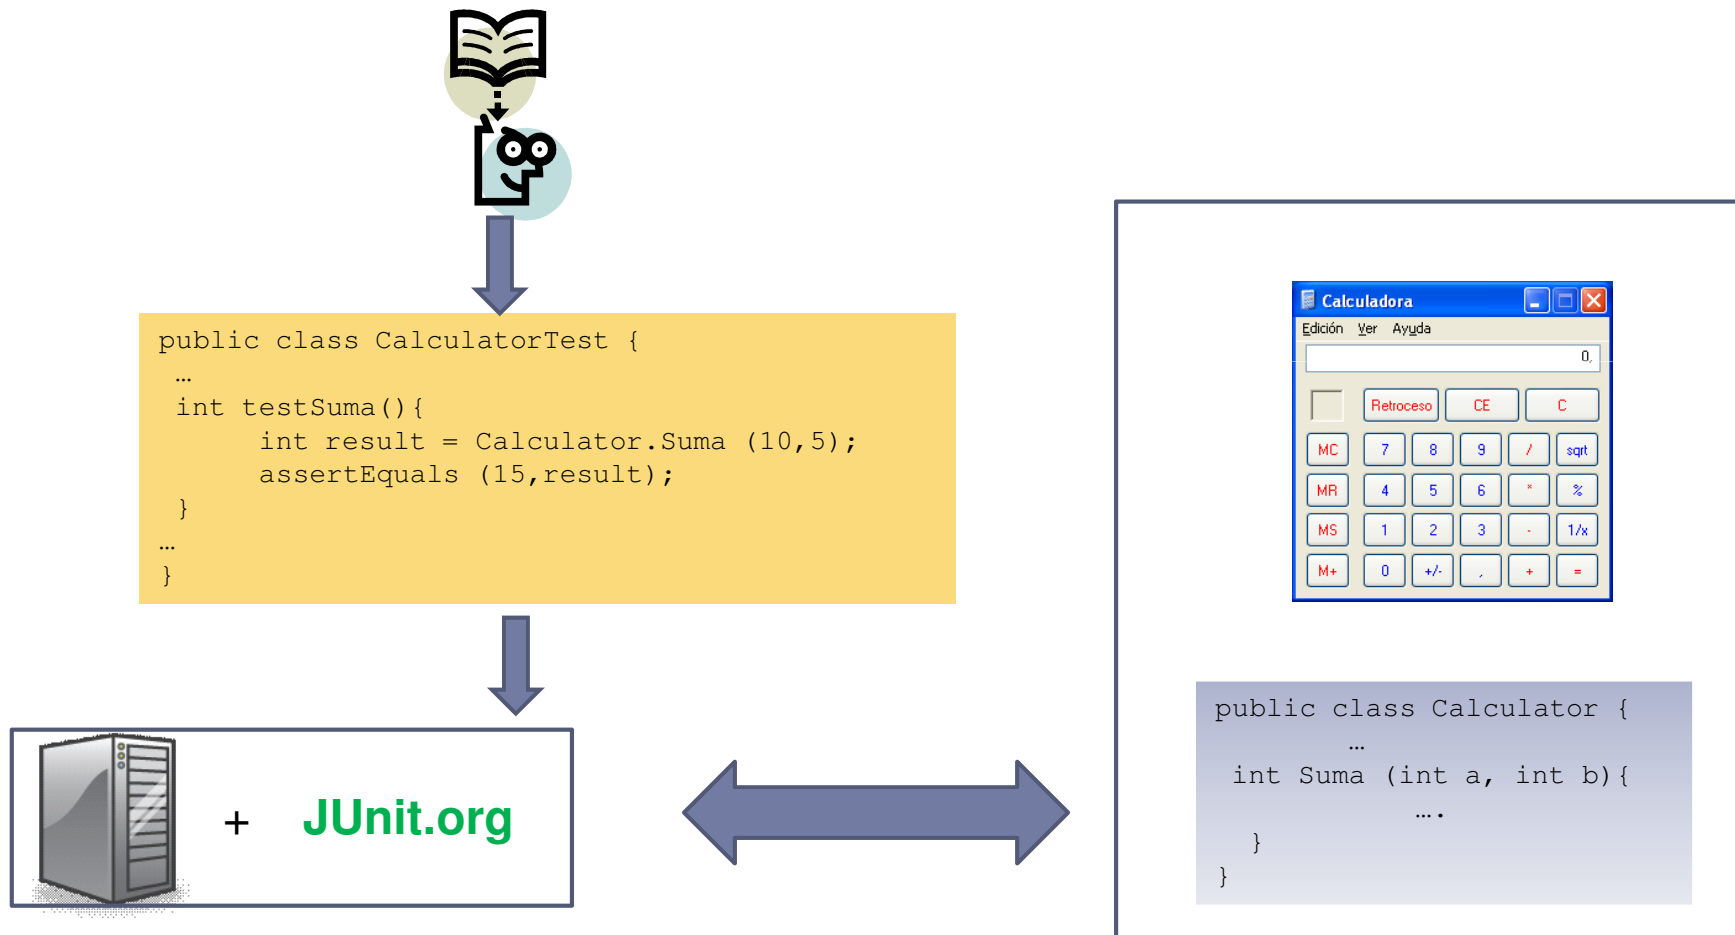 public class CalculatorTest {
…
int testSuma(){
int result = Calculator.Suma (10,5);
assertEquals (15,result);
}
…
}
+ JUnit.org
Calculadora
Edición Ver Ayuda
0,
Retroceso CE C
MC 7 8 9 / sqrt
MR 4 5 6 * %
MS 1 2 3 - 1/x
M+ 0 +/- , + =
public class Calculator {
…
int Suma (int a, int b){
….
}
}